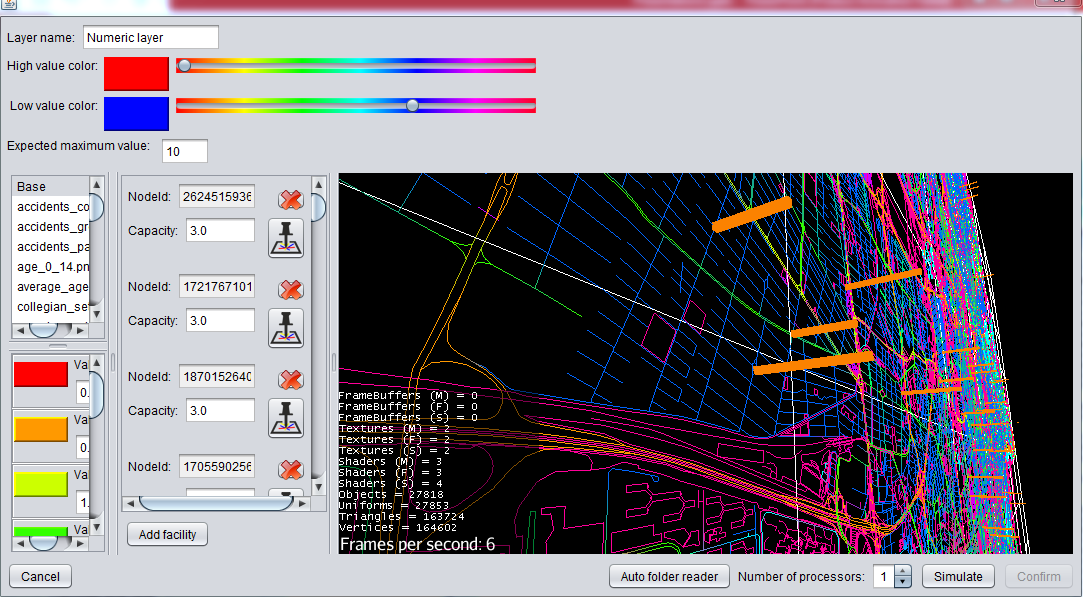 Layer name: Numeric layer
High value color:
Low value color:
Expected maximum value: 10
Base
accidents_co
accidents_gr
accidents_pa
age_0_14.pn
average_age
collegian_se
Va
0.
Va
0.
Va
1.
Va
NodeId: 2624515936
Capacity: 3.0
NodeId: 1721767101
Capacity: 3.0
NodeId: 1870152640
Capacity: 3.0
NodeId: 1705590256
Add facility
FrameBuffers (M) = 0
FrameBuffers (F) = 0
FrameBuffers (S) = 0
Textures (M) = 2
Textures (F) = 2
Textures (S) = 2
Shaders (M) = 3
Shaders (F) = 3
Shaders (S) = 4
Objects = 27818
Uniforms = 27853
Triangles = 163724
Vertices = 164602
Frames per second: 6
Cancel
Auto folder reader Number of processors: 1 Simulate Confirm